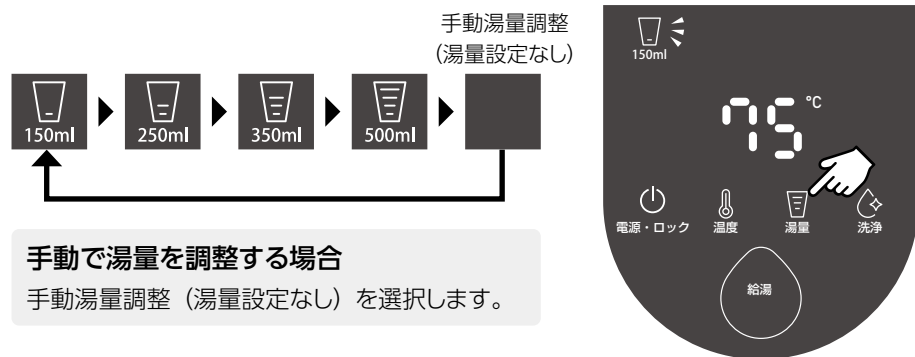 手動湯量調整
（湯量設定なし）
150ml
250ml
350ml
500ml
手動で湯量を調整する場合
手動湯量調整（湯量設定なし）を選択します。
150ml
75 °C
電源・ロック
温度
湯量
洗浄
給湯